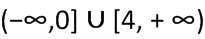 (−∞,0] ∪ [4, + ∞)